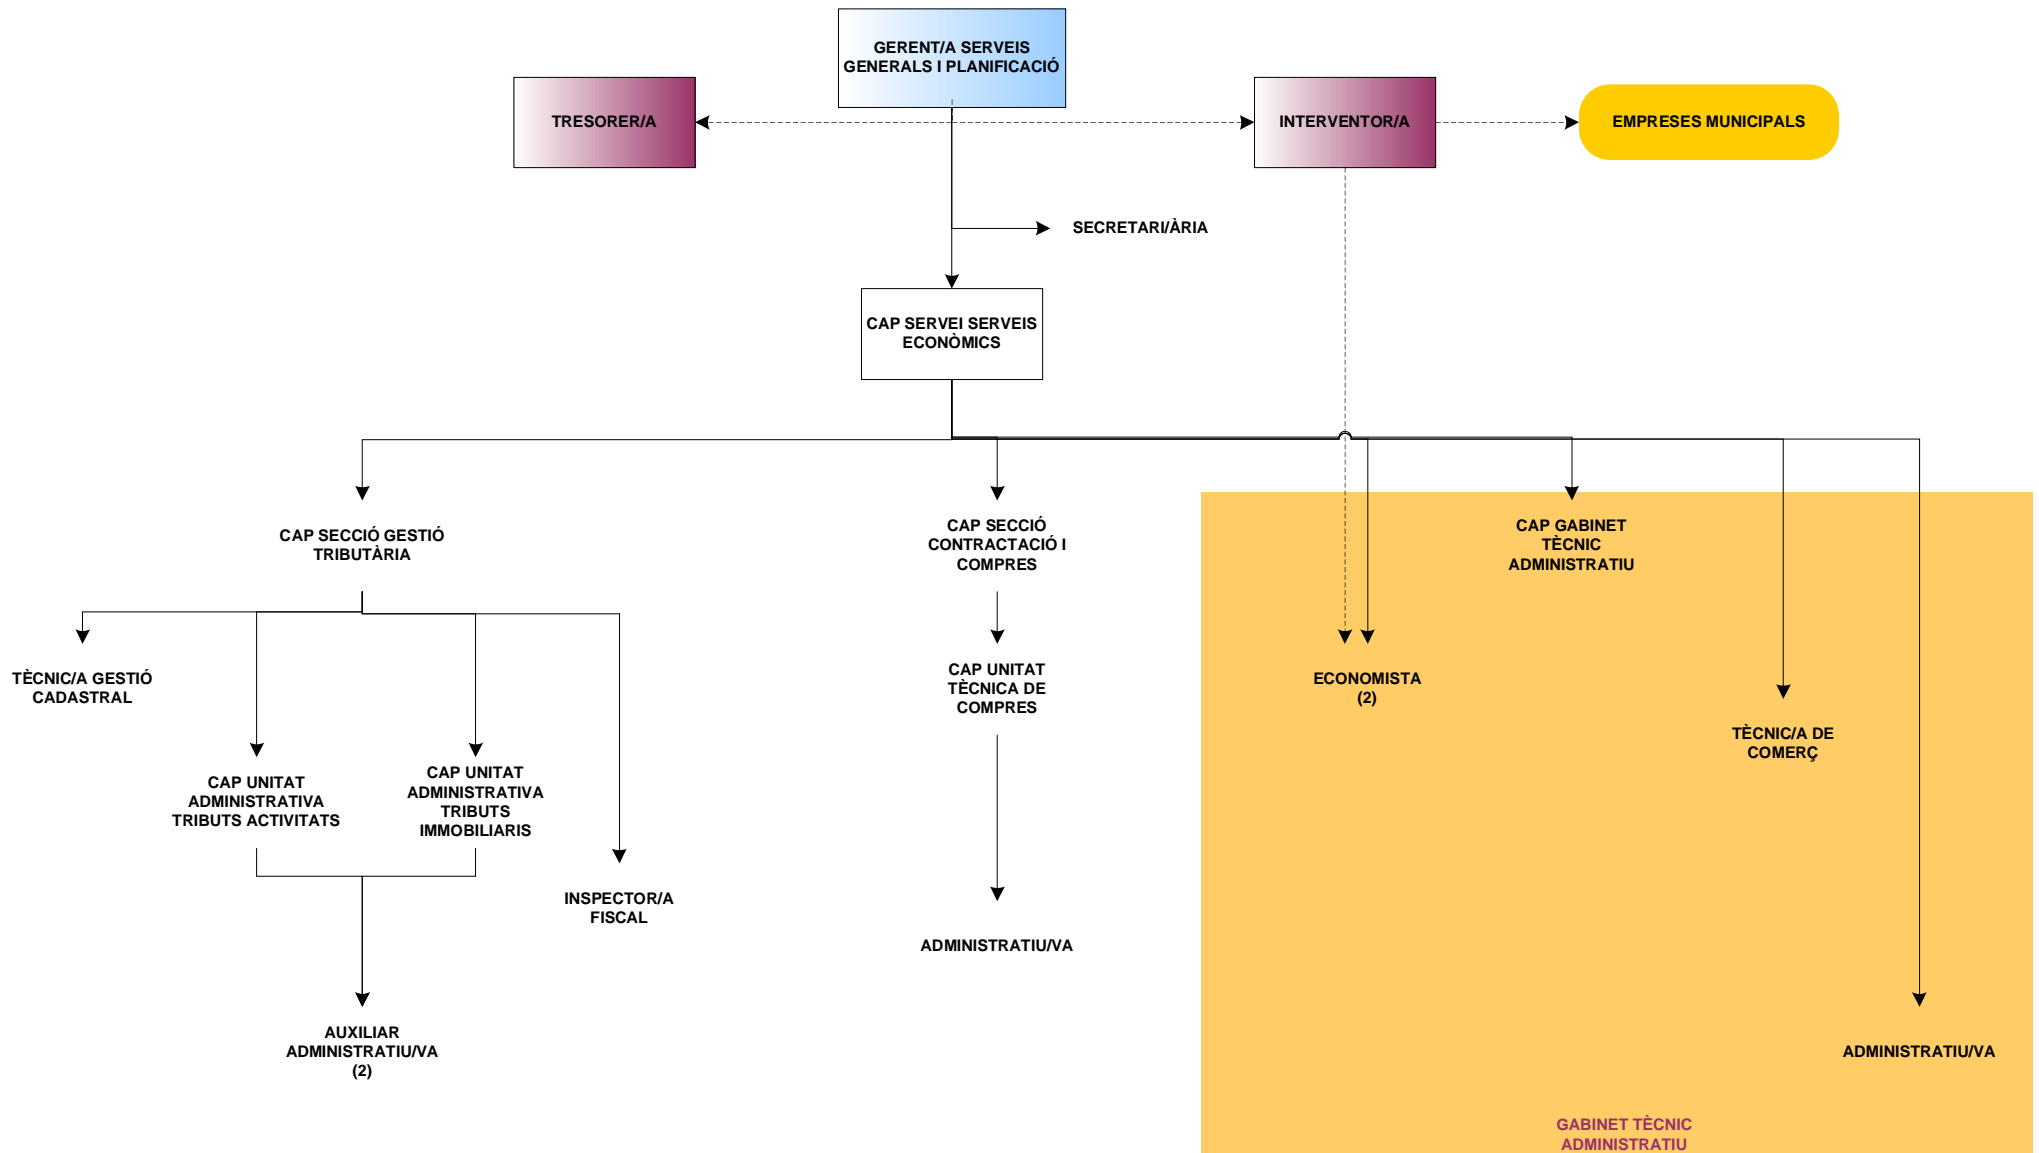 GERENT/A SERVEIS
GENERALS I PLANIFICACIÓ
TRESORER/A
INTERVENTOR/A
EMPRESES MUNICIPALS
SECRETARI/ÀRIA
CAP SERVEI SERVEIS
ECONÒMICS
CAP SECCIÓ GESTIÓ
TRIBUTÀRIA
CAP SECCIÓ
CONTRACTACIÓ I
COMPRES
CAP GABINET
TÈCNIC
ADMINISTRATIU
TÈCNIC/A GESTIÓ
CADASTRAL
CAP UNITAT
TÈCNICA DE
COMPRES
ECONOMISTA
(2)
TÈCNIC/A DE
COMERÇ
CAP UNITAT
ADMINISTRATIVA
TRIBUTS ACTIVITATS
CAP UNITAT
ADMINISTRATIVA
TRIBUTS
IMMOBILIARIS
INSPECTOR/A
FISCAL
ADMINISTRATIU/VA
AUXILIAR
ADMINISTRATIU/VA
(2)
ADMINISTRATIU/VA
GABINET TÈCNIC
ADMINISTRATIU